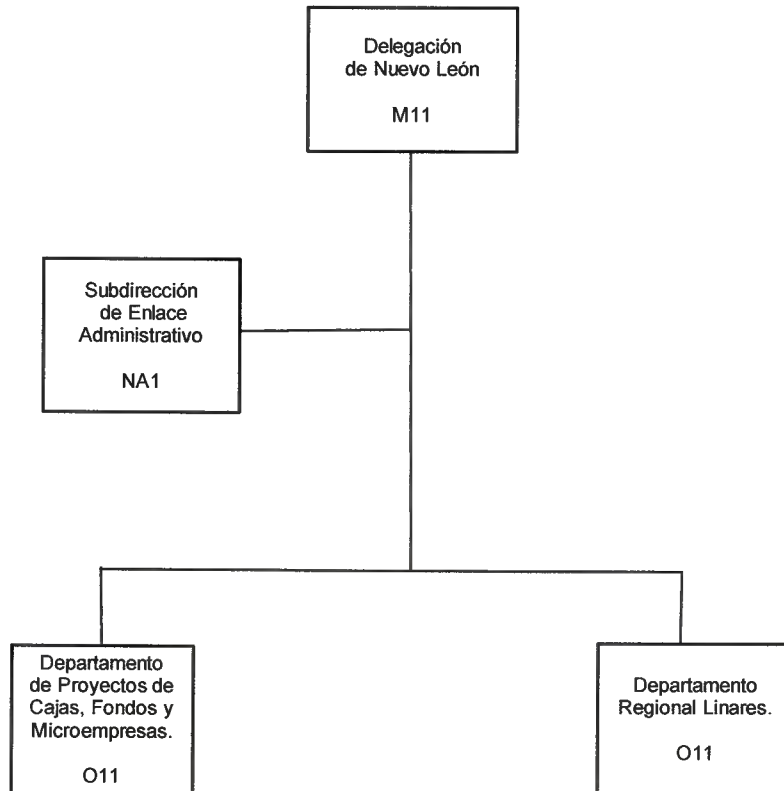 Delegación
de Nuevo León
M11
Subdirección
de Enlace
Administrativo
NA1
Departamento
de Proyectos de
Cajas, Fondos y
Microempresas.
O11
Departamento
Regional Linares.
O11